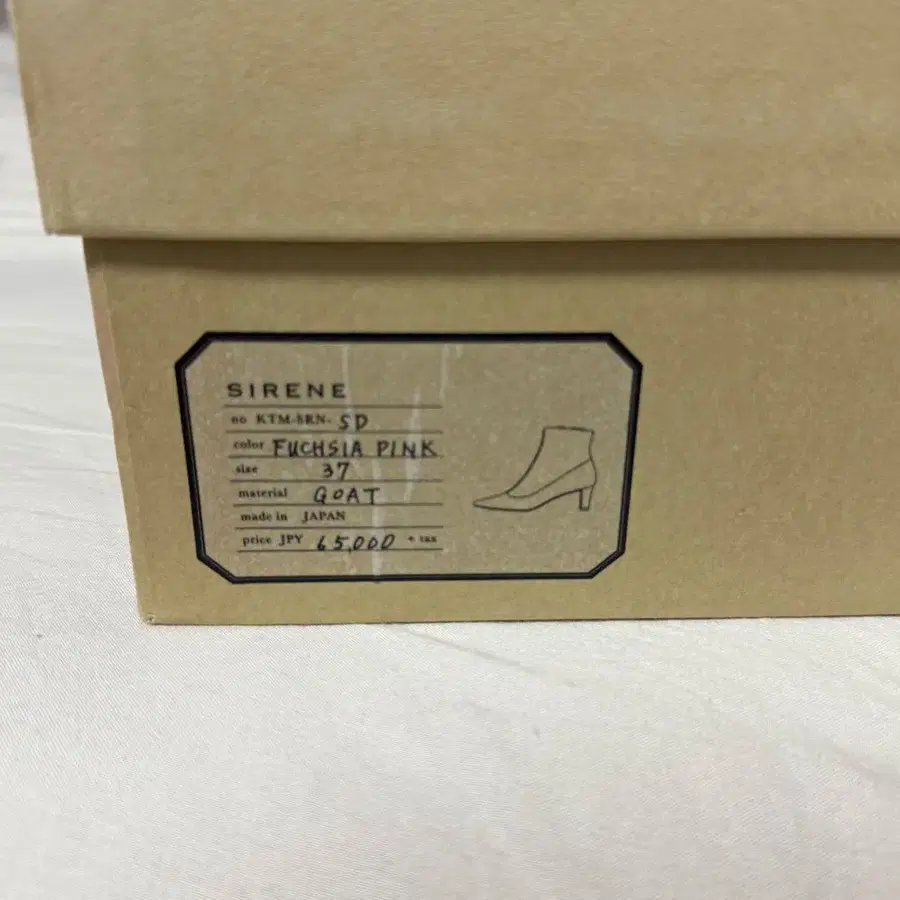 SIRENE
no KTM-SRN- SD
color FUCHSIA PINK
size 37
material GOAT
made in JAPAN
price JPY 65,000 + tax